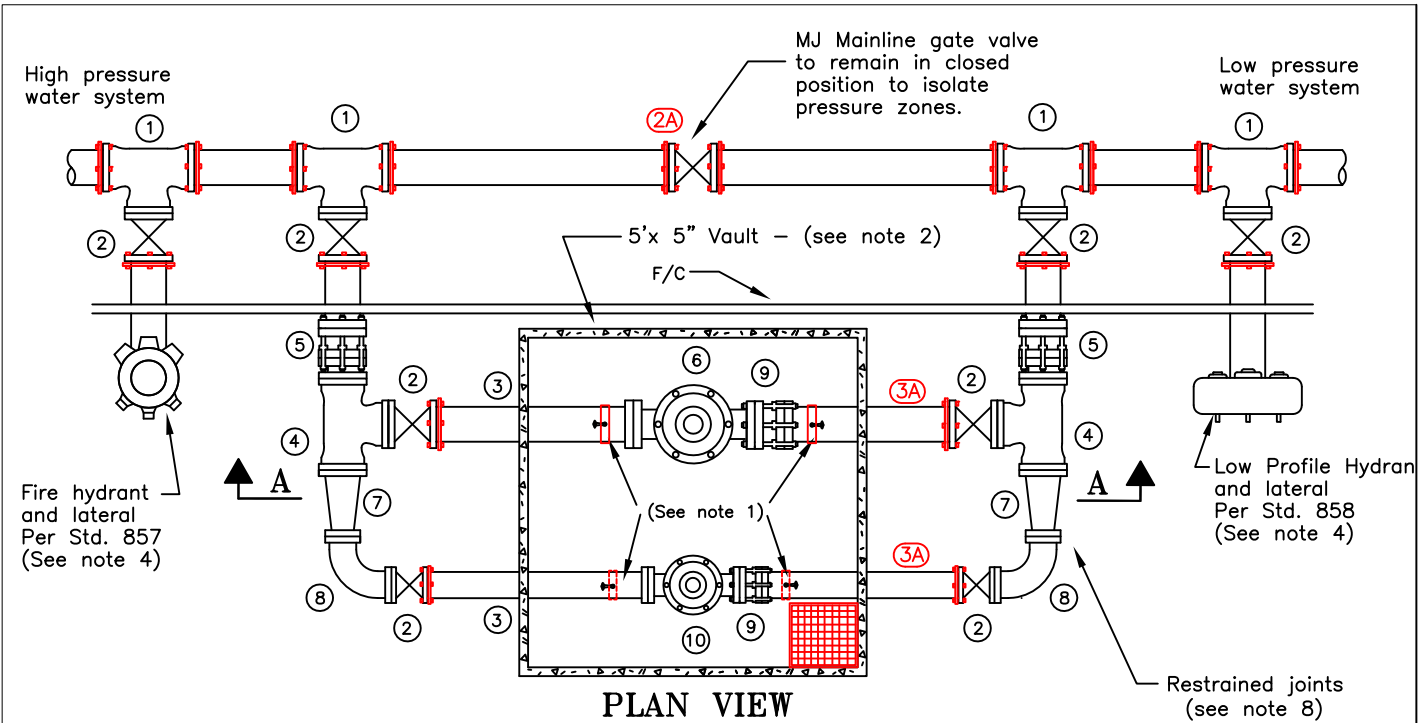 High pressure
water system
MJ Mainline gate valve
to remain in closed
position to isolate
pressure zones.
Low pressure
water system
1
1
2A
1
1
2
2
5'x 5" Vault – (see note 2)
2
2
F/C
5
6
9
5
2
3
3A
2
4
4
A
A
Fire hydrant
and lateral
Per Std. 857
(See note 4)
7
(See note 1)
7
Low Profile Hydran
and lateral
Per Std. 858
(See note 4)
3A
8
2
3
10
9
2
8
PLAN VIEW
Restrained joints
(see note 8)